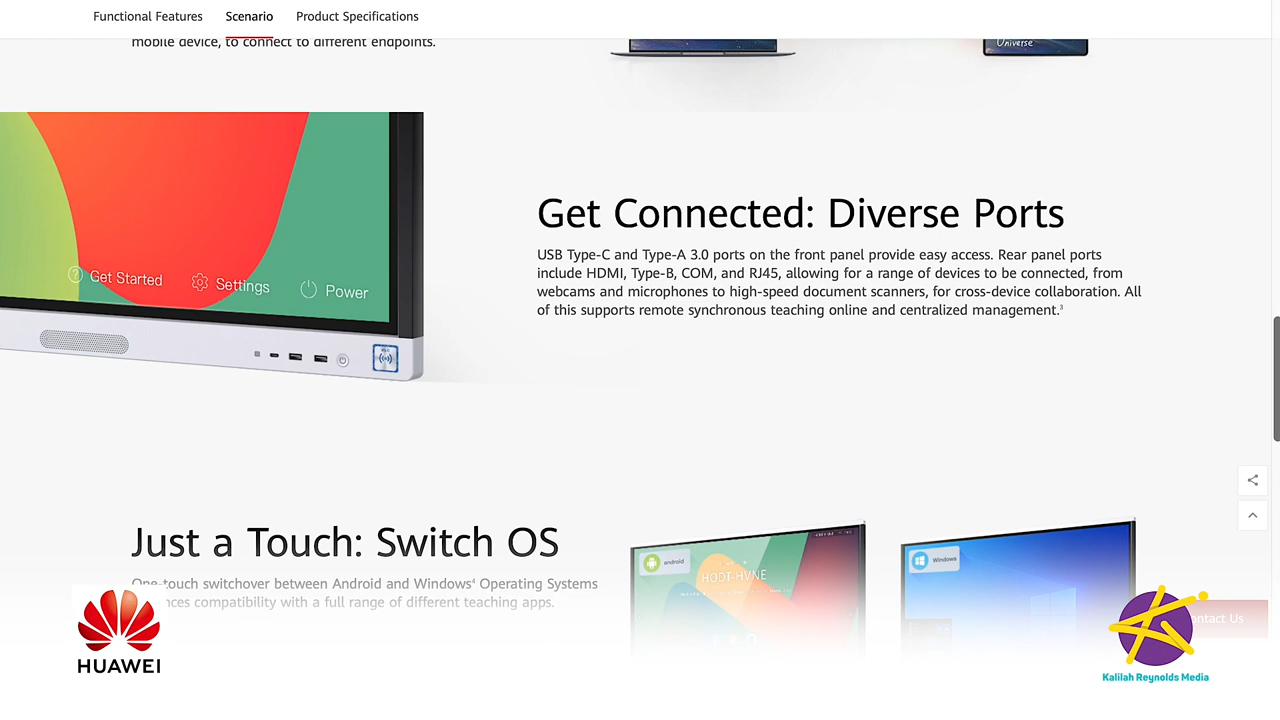 Functional Features Scenario Product Specifications
mobile device, to connect to different endpoints.
Universe
Get Connected: Diverse Ports
USB Type-C and Type-A 3.0 ports on the front panel provide easy access. Rear panel ports
include HDMI, Type-B, COM, and RJ45, allowing for a range of devices to be connected, from
webcams and microphones to high-speed document scanners, for cross-device collaboration. All
of this supports remote synchronous teaching online and centralized management.³
Get Started Settings Power
Just a Touch: Switch OS
One-touch switchover between Android and Windows⁴ Operating Systems
compatibility with a full range of different teaching apps.
android
HODT-HVNE
Windows
Contact Us
HUAWEI
Kalilah Reynolds Media